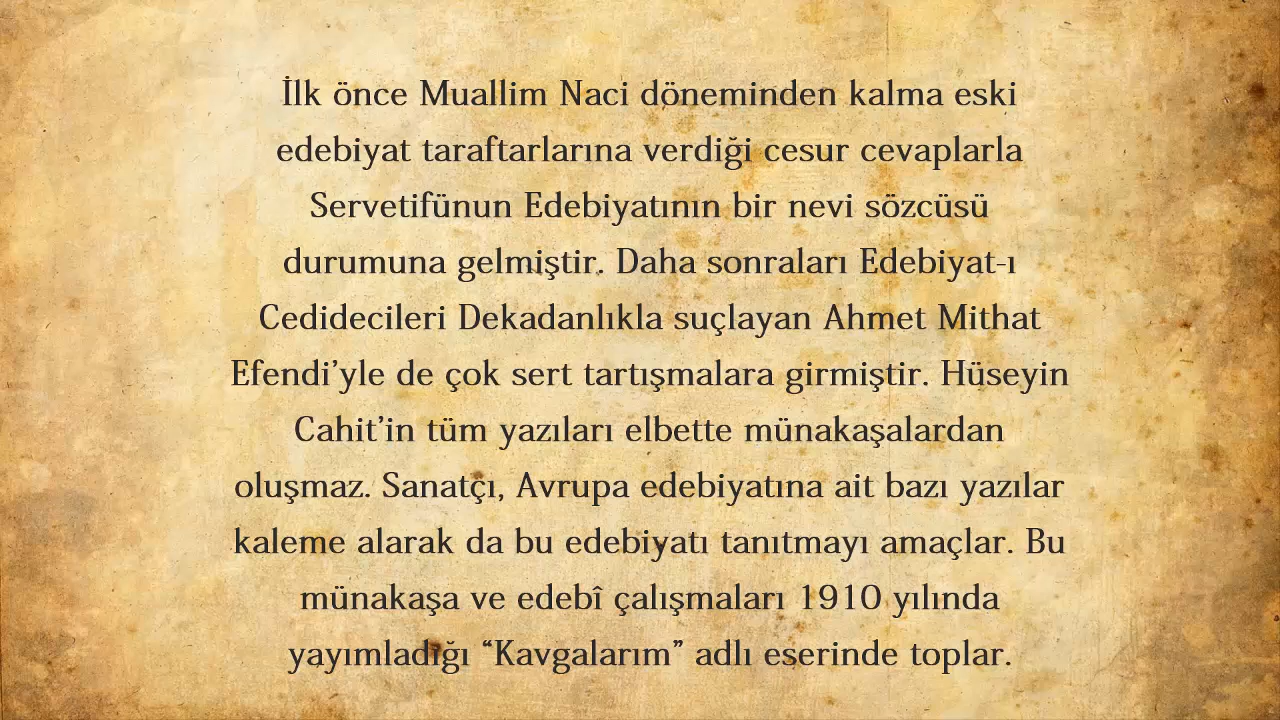 İlk önce Muallim Naci döneminden kalma eski
edebiyat taraftarlarına verdiği cesur cevaplarla
Servetifünun Edebiyatının bir nevi sözcüsü
durumuna gelmiştir. Daha sonraları Edebiyat-ı
Cedidecileri Dekadanlıkla suçlayan Ahmet Mithat
Efendi’yle de çok sert tartışmalara girmiştir. Hüseyin
Cahit’in tüm yazıları elbette münakaşalardan
oluşmaz. Sanatçı, Avrupa edebiyatına ait bazı yazılar
kaleme alarak da bu edebiyatı tanıtmayı amaçlar. Bu
münakaşa ve edebî çalışmaları 1910 yılında
yayımladığı “Kavgalarım” adlı eserinde toplar.